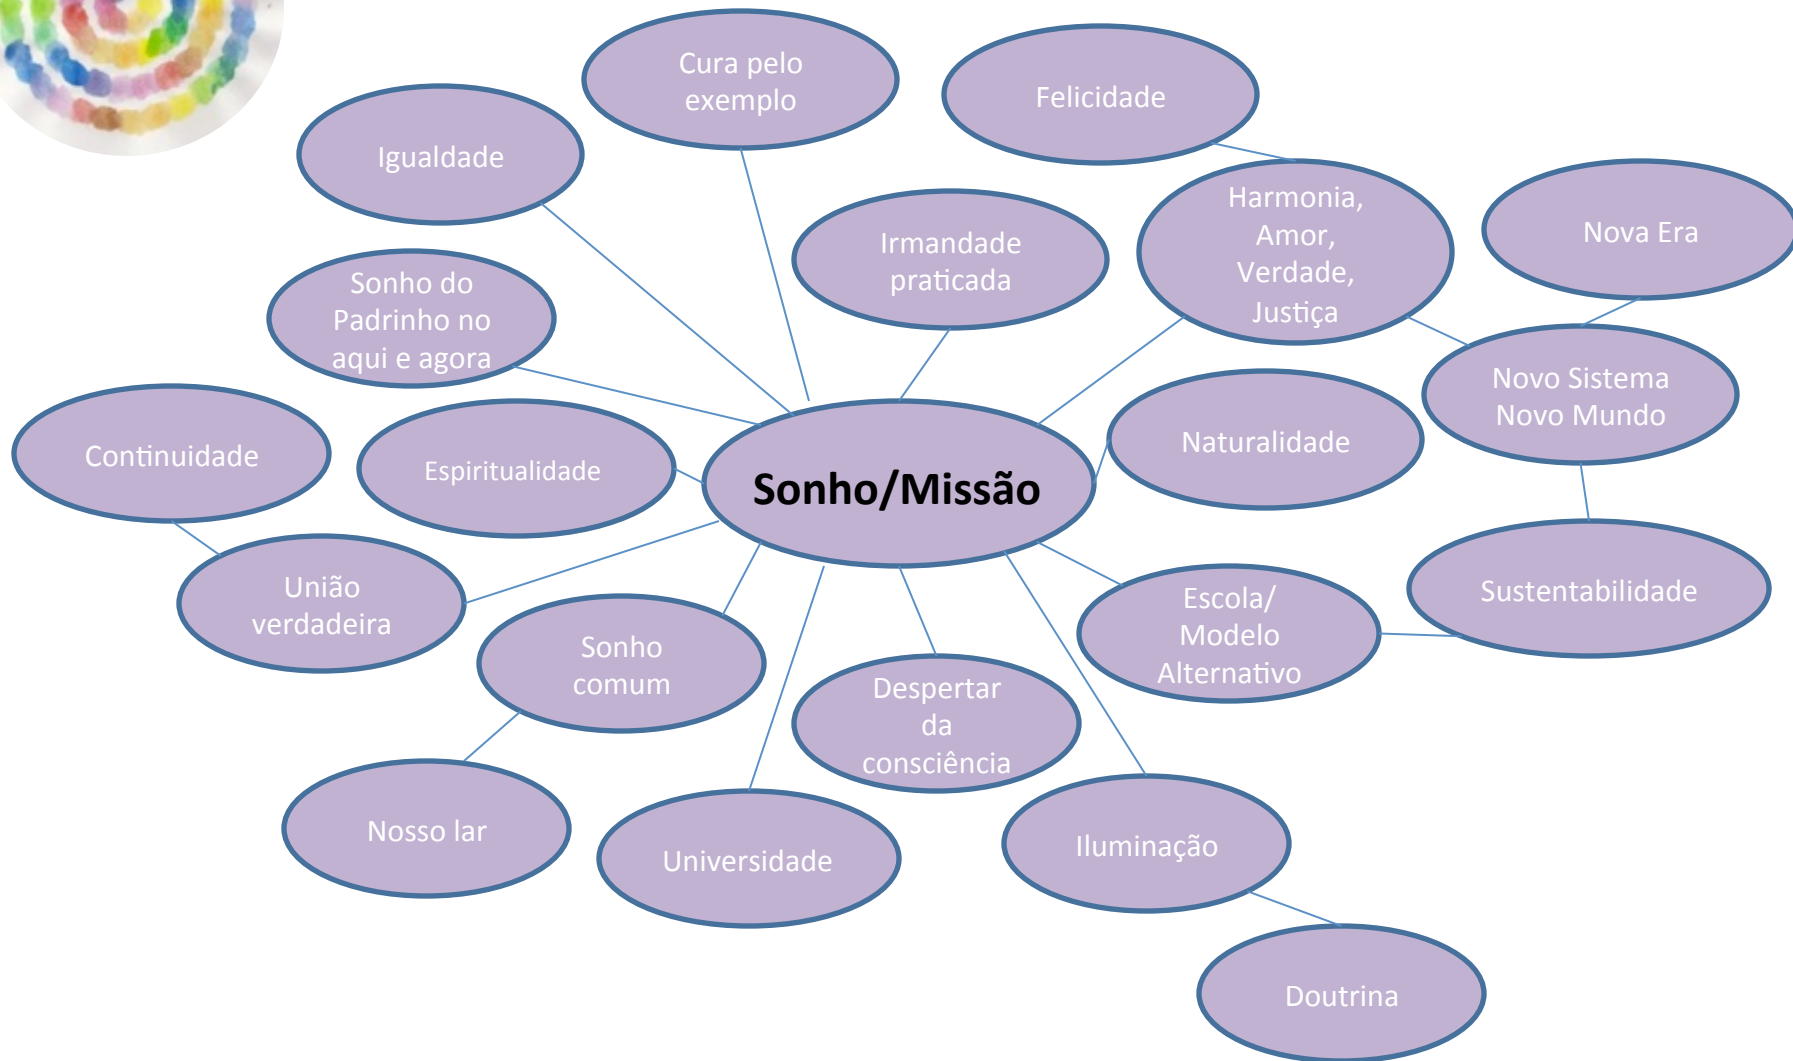 Cura pelo
exemplo
Felicidade
Igualdade
Harmonia,
Amor,
Verdade,
Justiça
Nova Era
Irmandade
praticada
Sonho do
Padrinho no
aqui e agora
Novo Sistema
Novo Mundo
Naturalidade
Continuidade
Espiritualidade
Sonho/Missão
União
verdadeira
Escola/
Modelo
Alternativo
Sustentabilidade
Sonho
comum
Despertar
da
consciência
Nosso lar
Universidade
Iluminação
Doutrina